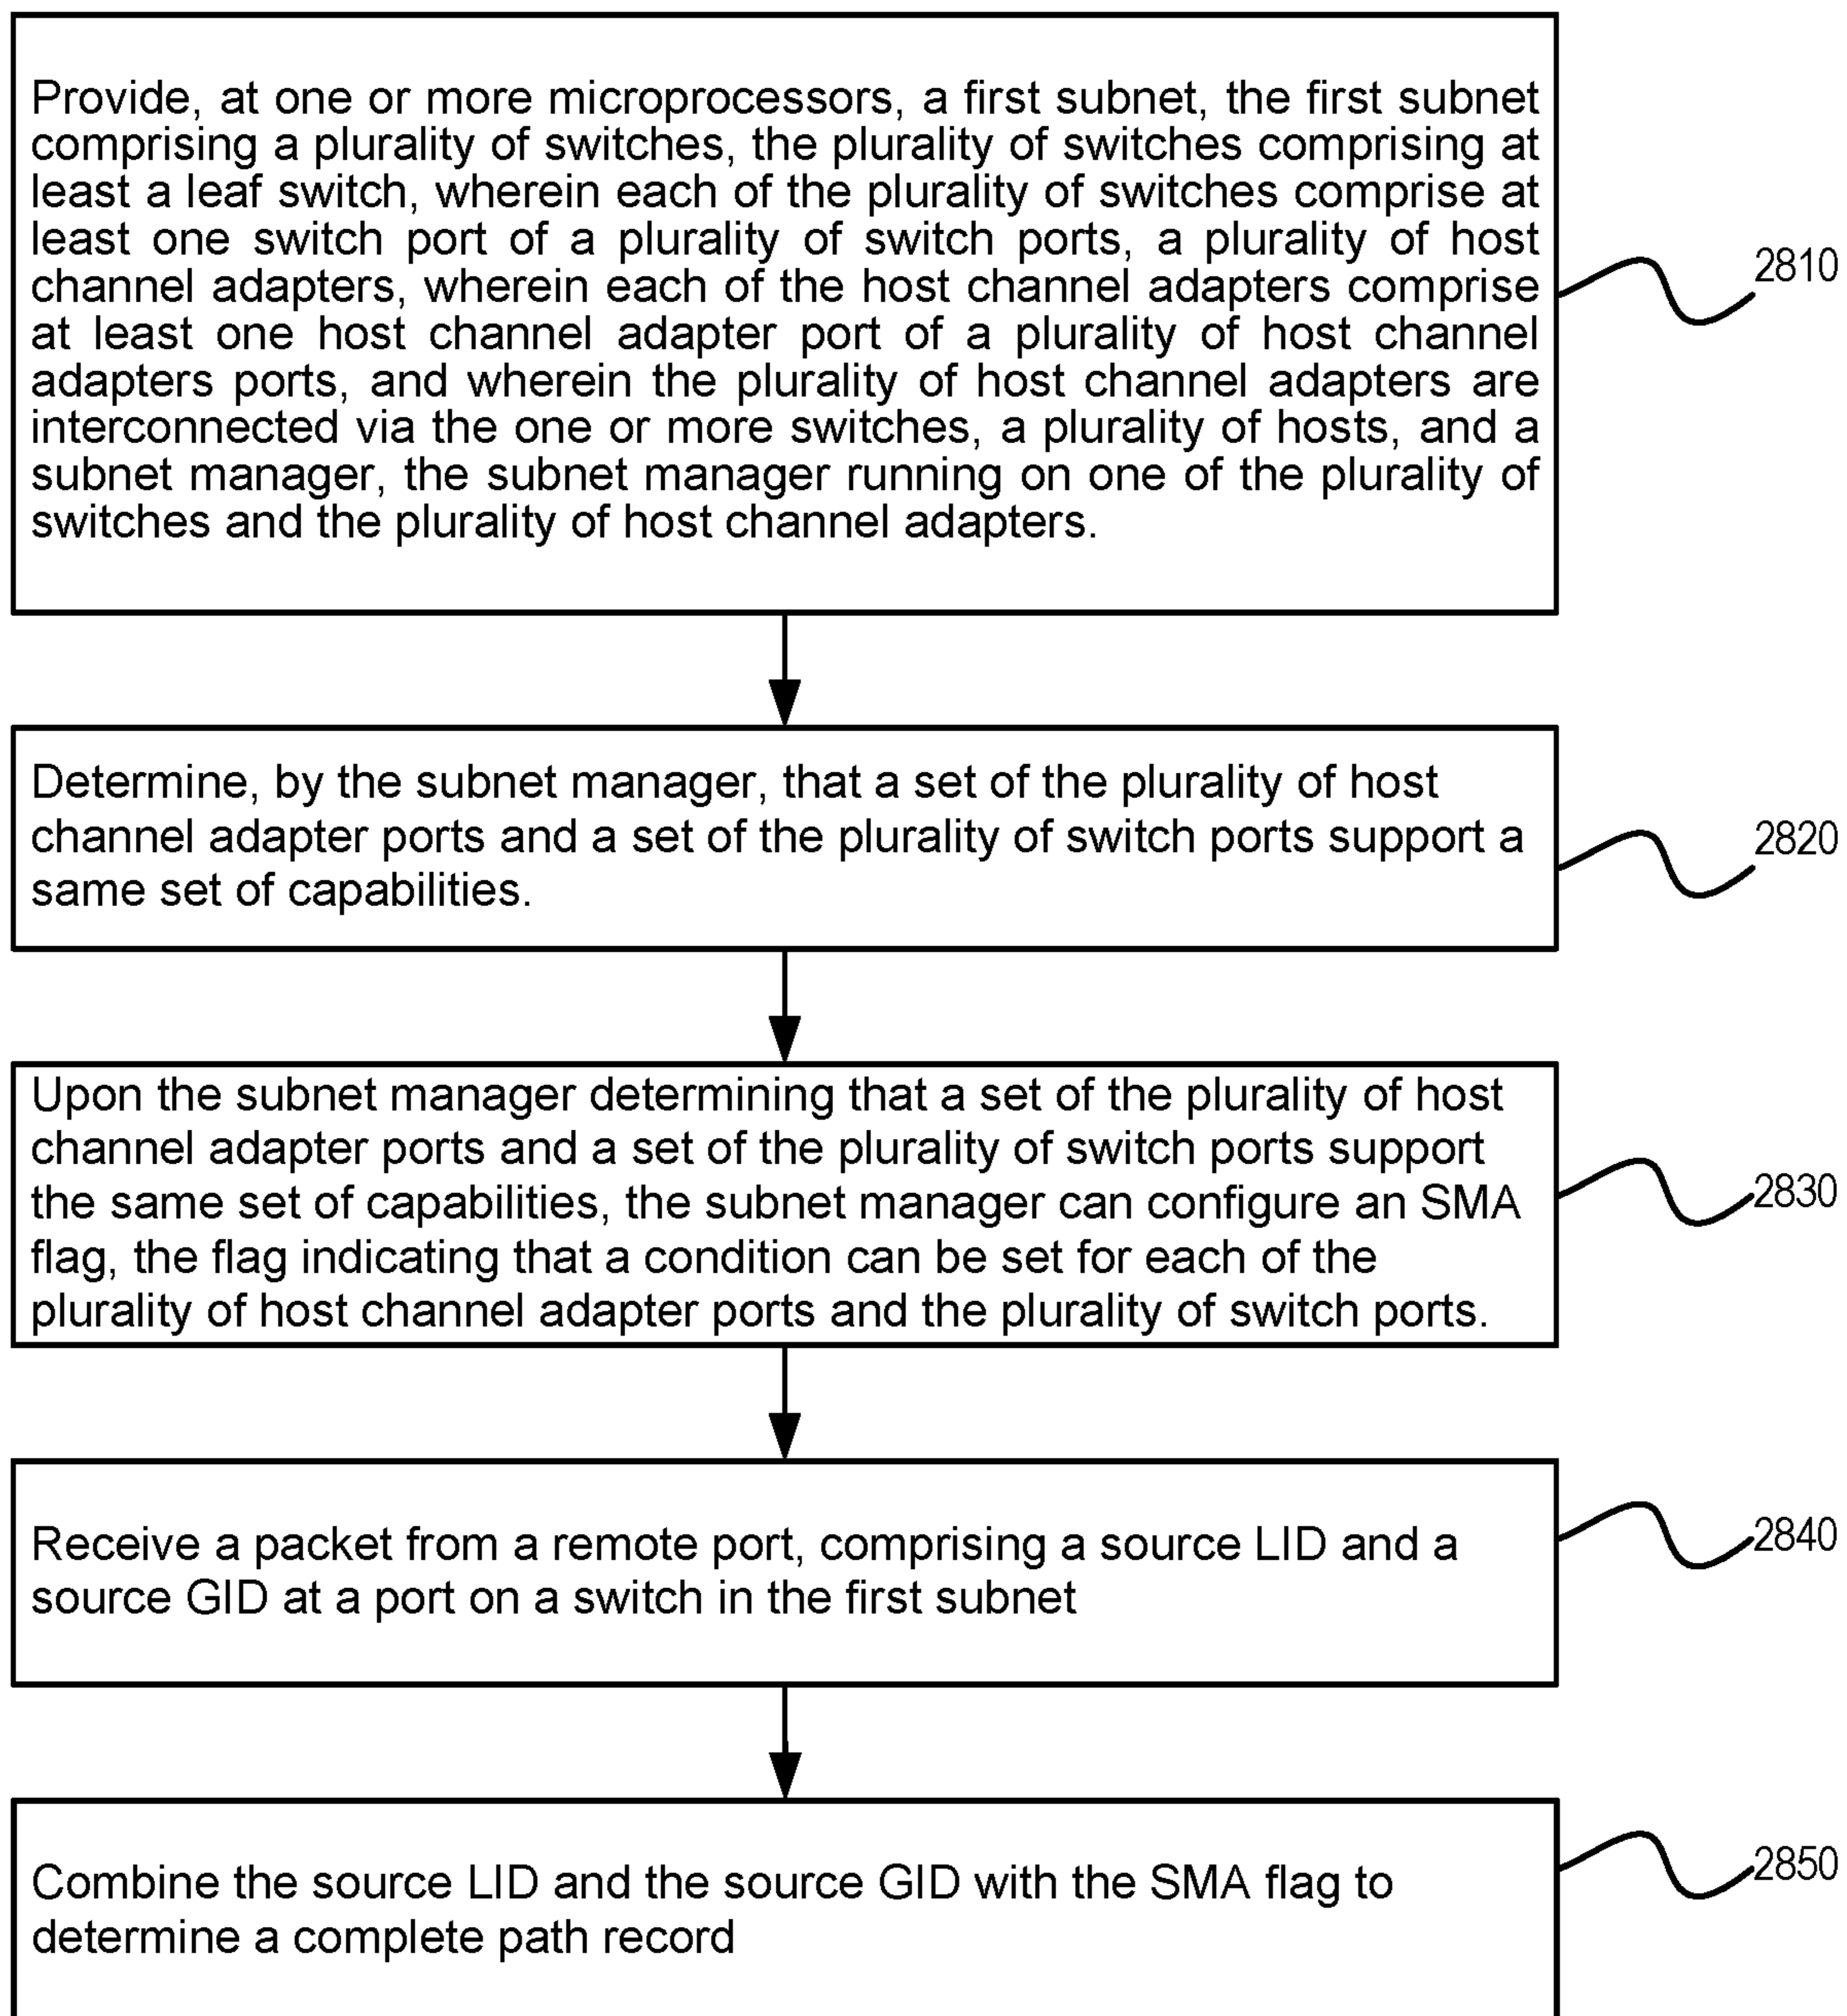 Provide, at one or more microprocessors, a first subnet, the first subnet
comprising a plurality of switches, the plurality of switches comprising at
least a leaf switch, wherein each of the plurality of switches comprise at
least one switch port of a plurality of switch ports, a plurality of host
channel adapters, wherein each of the host channel adapters comprise
at least one host channel adapter port of a plurality of host channel
adapters ports, and wherein the plurality of host channel adapters are
interconnected via the one or more switches, a plurality of hosts, and a
subnet manager, the subnet manager running on one of the plurality of
switches and the plurality of host channel adapters.
2810
Determine, by the subnet manager, that a set of the plurality of host
channel adapter ports and a set of the plurality of switch ports support a
same set of capabilities.
2820
Upon the subnet manager determining that a set of the plurality of host
channel adapter ports and a set of the plurality of switch ports support
the same set of capabilities, the subnet manager can configure an SMA
flag, the flag indicating that a condition can be set for each of the
plurality of host channel adapter ports and the plurality of switch ports.
2830
Receive a packet from a remote port, comprising a source LID and a
source GID at a port on a switch in the first subnet
2840
Combine the source LID and the source GID with the SMA flag to
determine a complete path record
2850